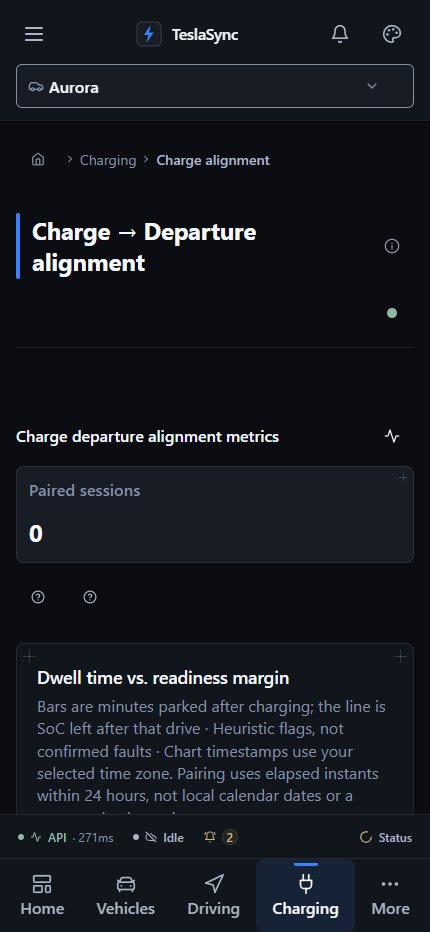 TeslaSync
Aurora
Charging
Charge alignment
Charge → Departure
alignment
Charge departure alignment metrics
Paired sessions
0
Dwell time vs. readiness margin
Bars are minutes parked after charging; the line is
SoC left after that drive · Heuristic flags, not
confirmed faults · Chart timestamps use your
selected time zone. Pairing uses elapsed instants
within 24 hours, not local calendar dates or a
API · 271ms
Idle
2
Status
Home
Vehicles
Driving
Charging
More